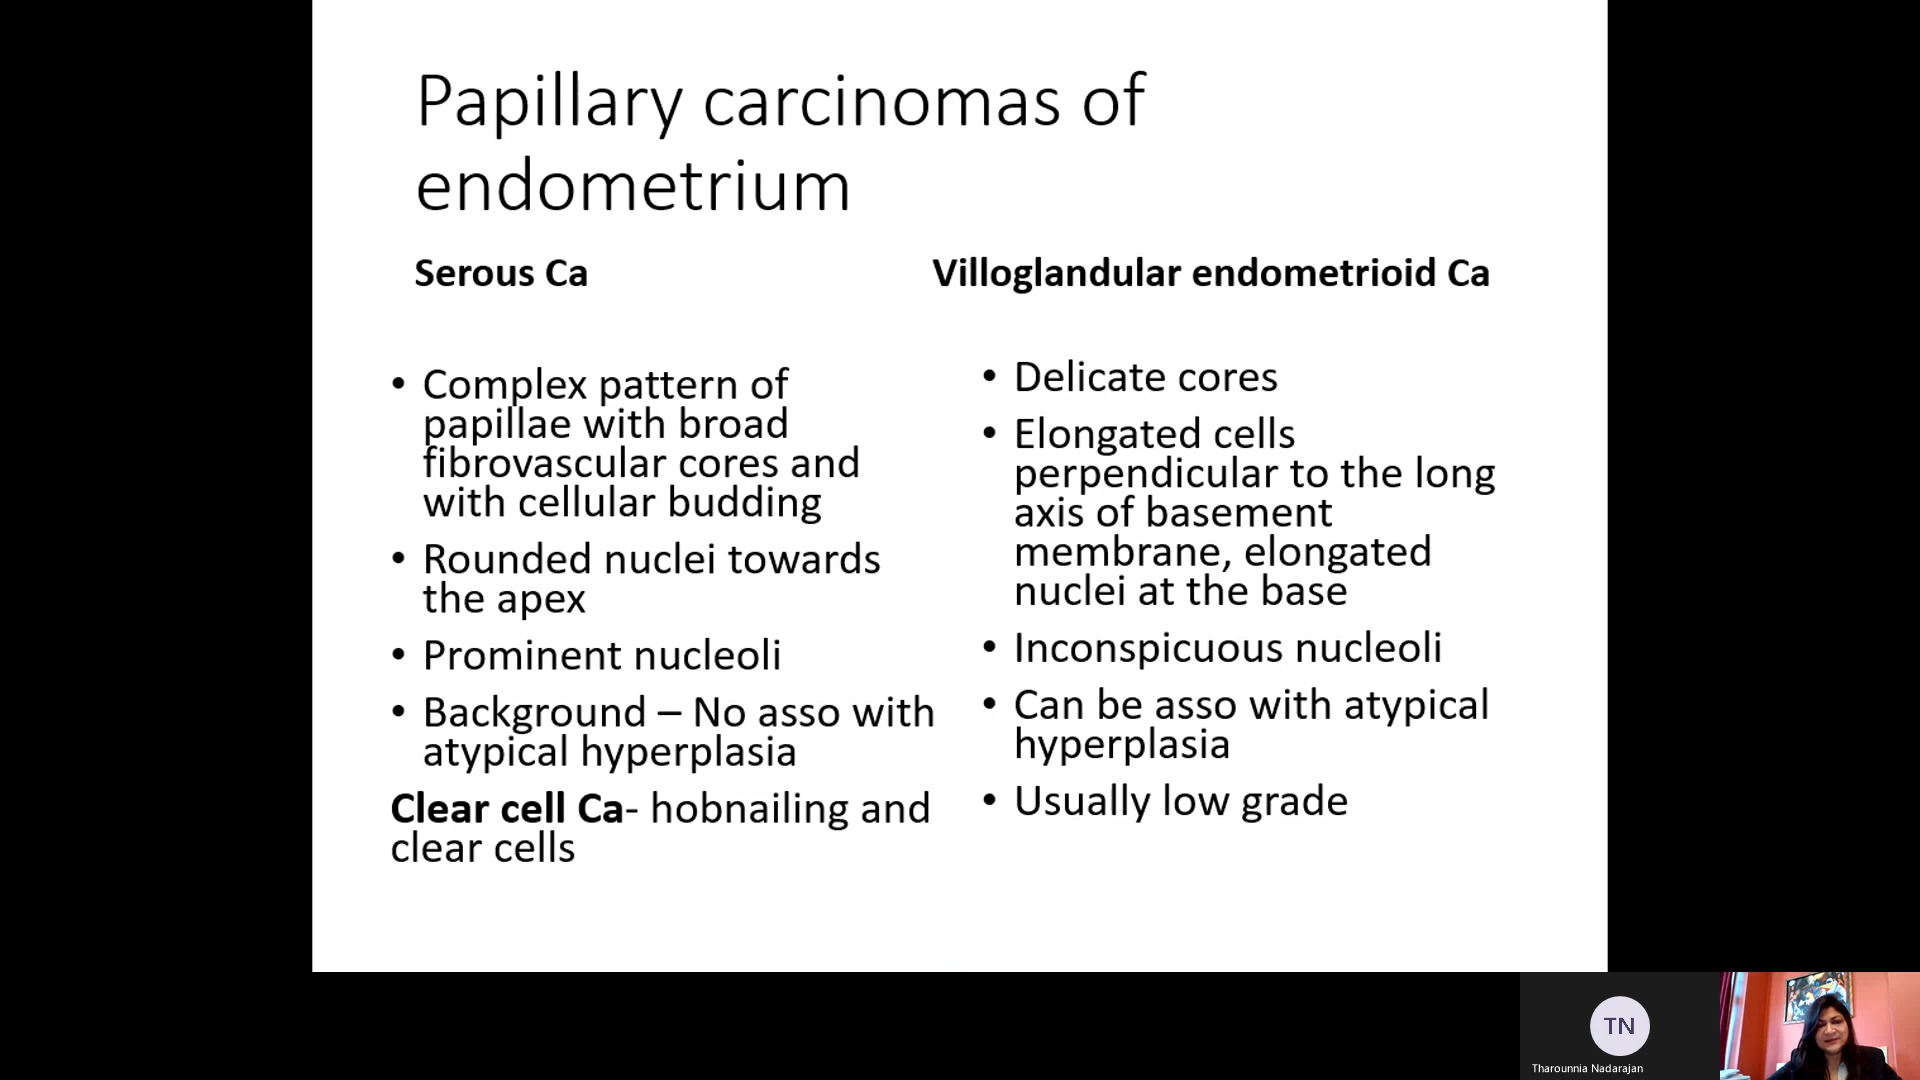 Papillary carcinomas of
endometrium
Serous Ca
• Complex pattern of
papillae with broad
fibrovascular cores and
with cellular budding
• Rounded nuclei towards
the apex
• Prominent nucleoli
• Background – No asso with
atypical hyperplasia
Clear cell Ca- hobnailing and
clear cells
Villoglandular endometrioid Ca
• Delicate cores
• Elongated cells
perpendicular to the long
axis of basement
membrane, elongated
nuclei at the base
• Inconspicuous nucleoli
• Can be asso with atypical
hyperplasia
• Usually low grade
TN
Tharounnia Nadarajan